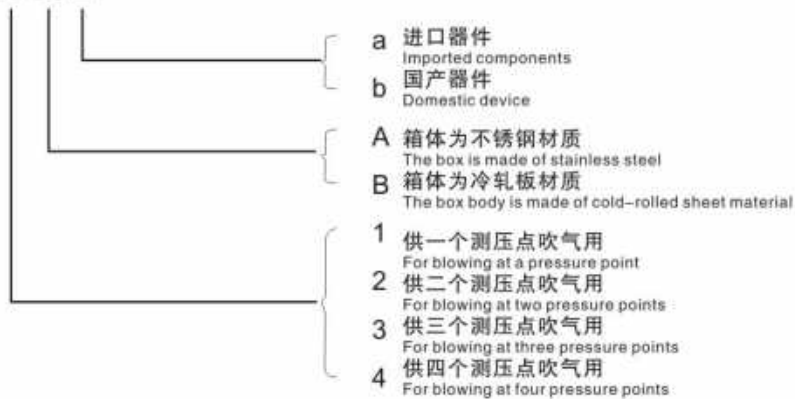 a 进口器件
Imported components
b 国产器件
Domestic device
A 箱体为不锈钢材质
The box is made of stainless steel
B 箱体为冷轧板材质
The box body is made of cold-rolled sheet material
1 供一个测压点吹气用
For blowing at a pressure point
2 供二个测压点吹气用
For blowing at two pressure points
3 供三个测压点吹气用
For blowing at three pressure points
4 供四个测压点吹气用
For blowing at four pressure points